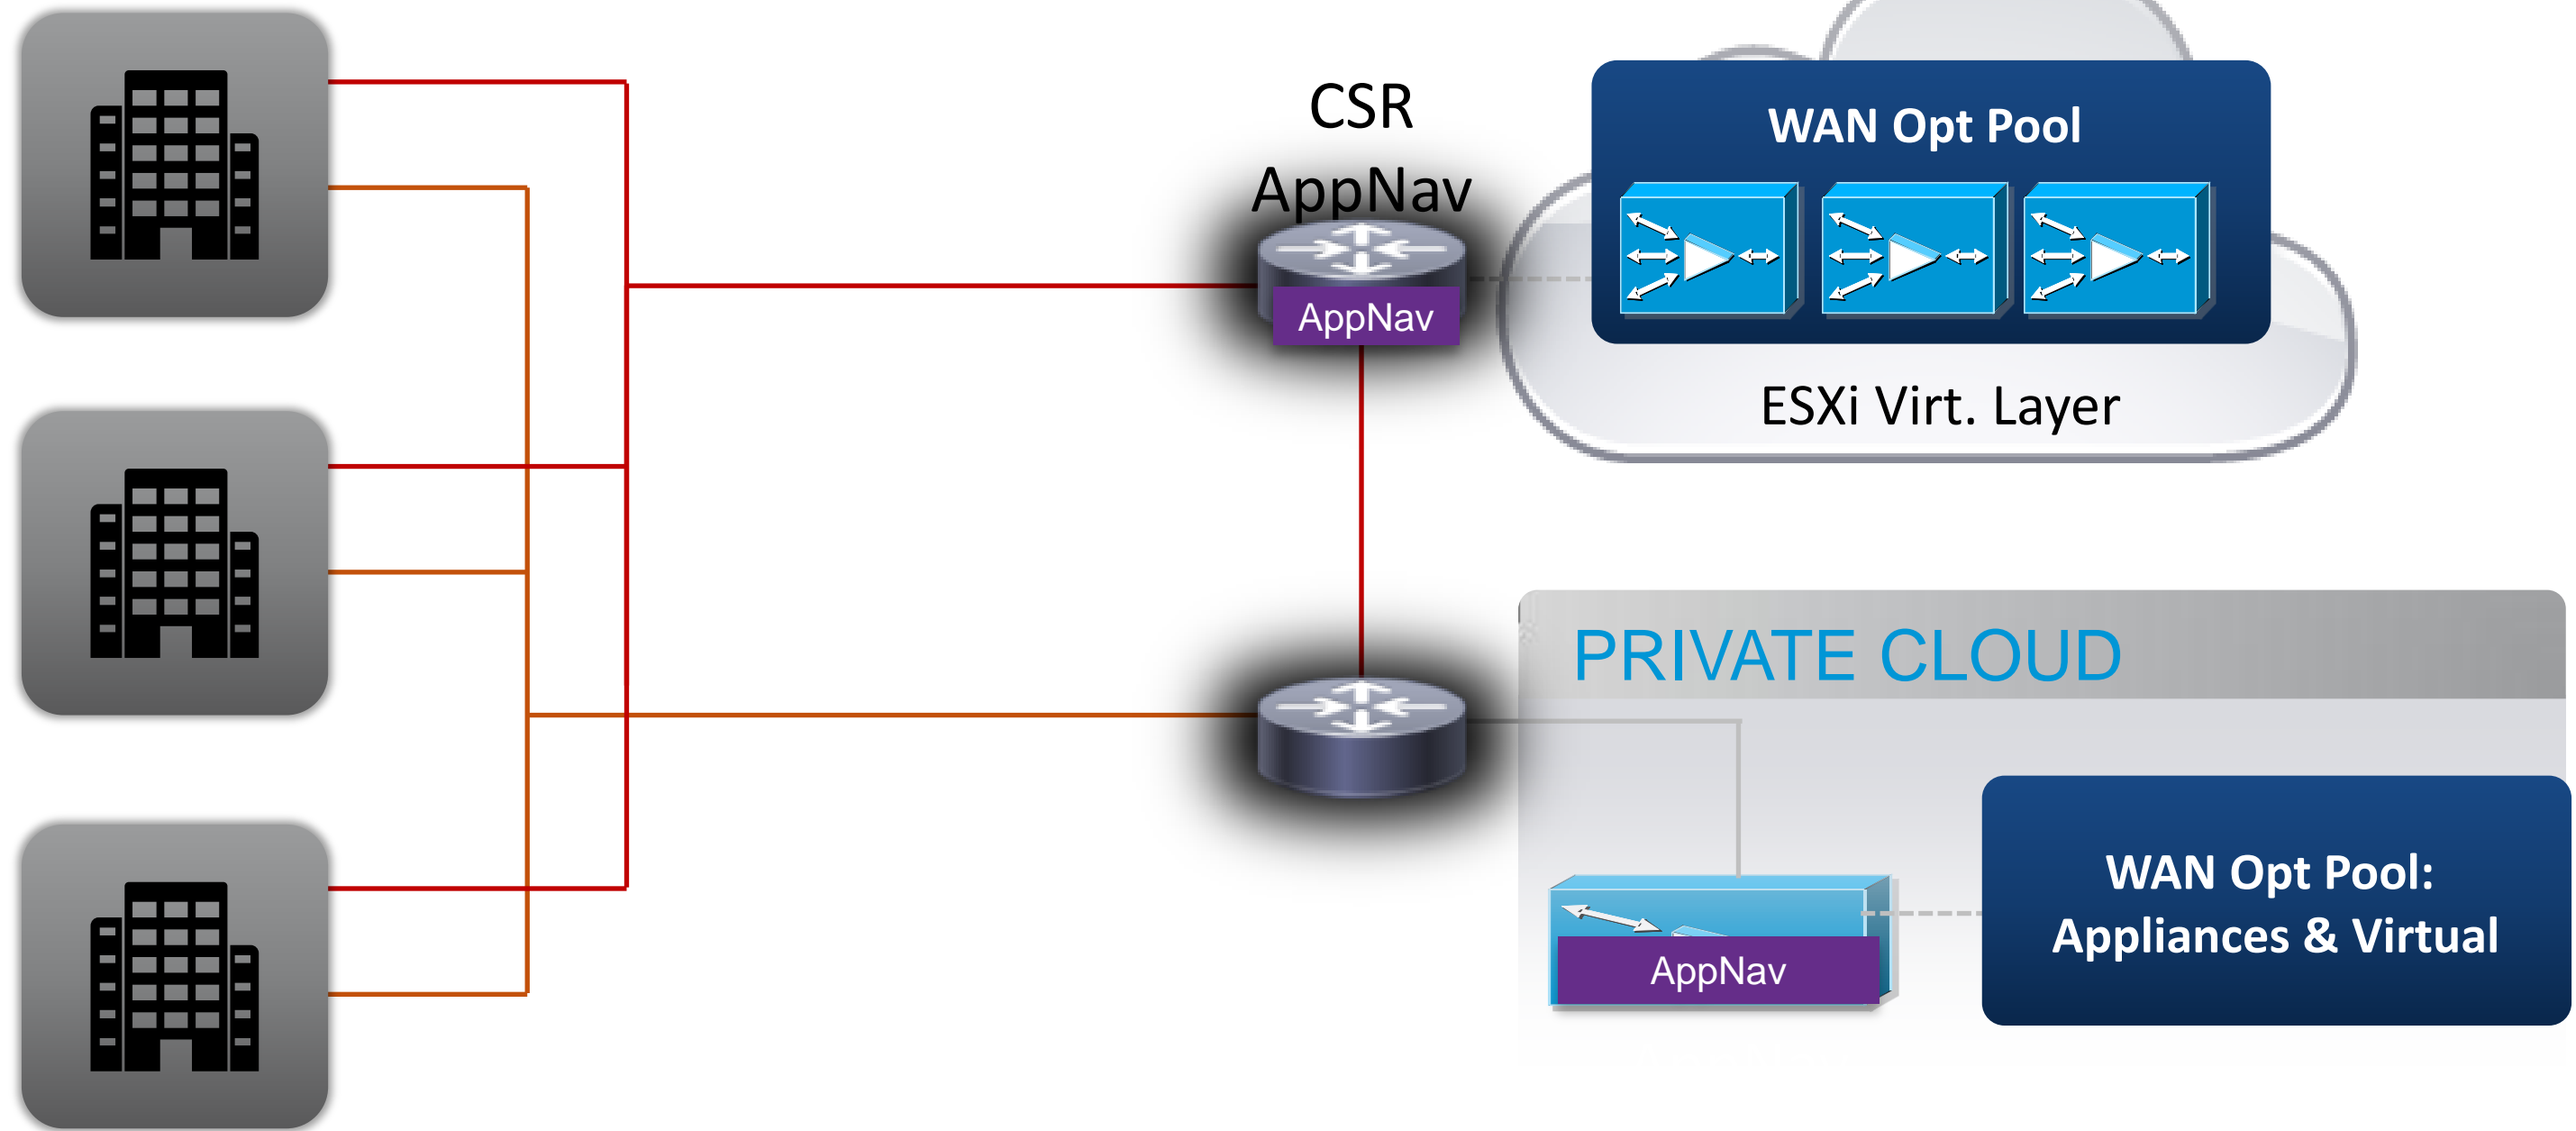 CSR
AppNav
AppNav
WAN Opt Pool
ESXi Virt. Layer
PRIVATE CLOUD
AppNav
WAN Opt Pool:
Appliances & Virtual